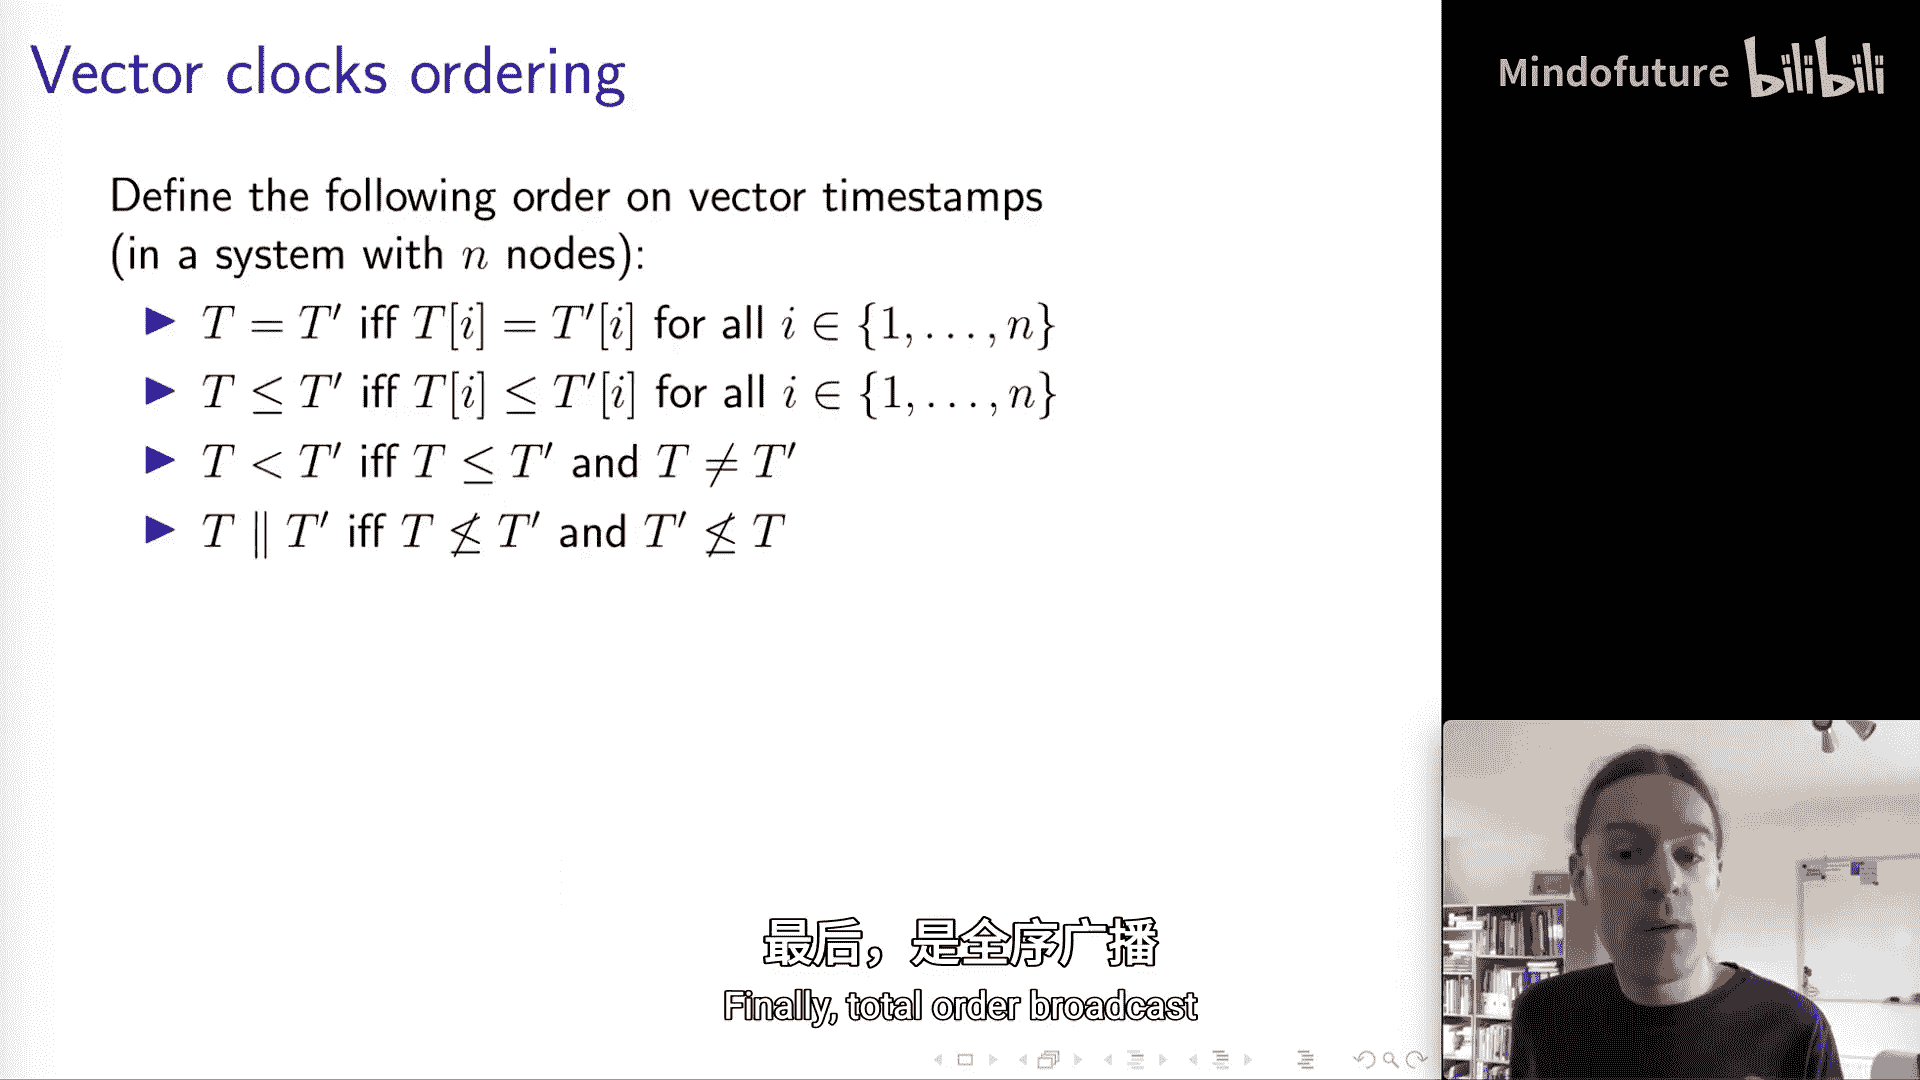 Vector clocks ordering
Mindofuture bilibili
Define the following order on vector timestamps
(in a system with n nodes):
▶ T = T′ iff T[i] = T′[i] for all i ∈ {1, . . . , n}
▶ T ≤ T′ iff T[i] ≤ T′[i] for all i ∈ {1, . . . , n}
▶ T < T′ iff T ≤ T′ and T ≠ T′
▶ T ∥ T′ iff T ≰ T′ and T′ ≰ T
最后，是全序广播
Finally, total order broadcast